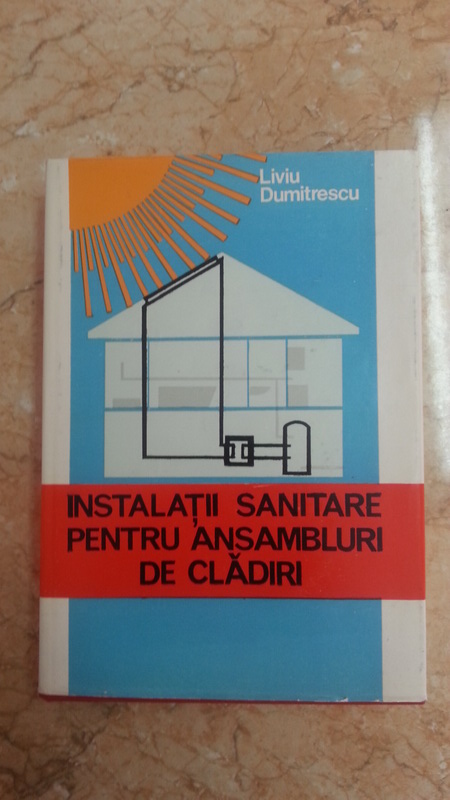 Liviu
Dumitrescu
INSTALAȚII SANITARE
PENTRU ANSAMBLURI
DE CLĂDIRI